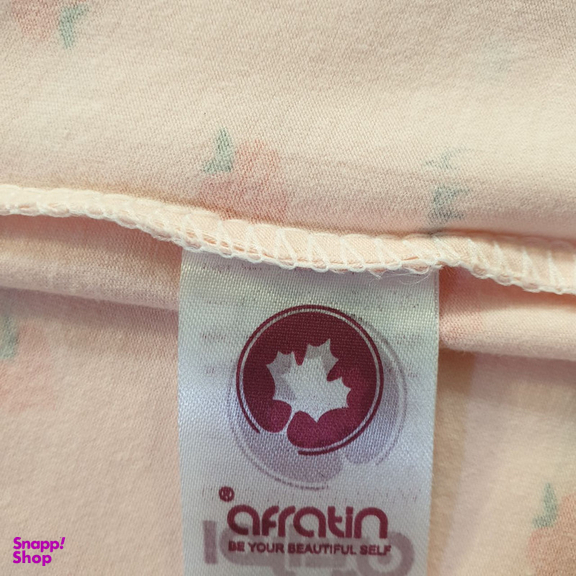 ® afratin
BE YOUR BEAUTIFUL SELF
Snapp!
Shop